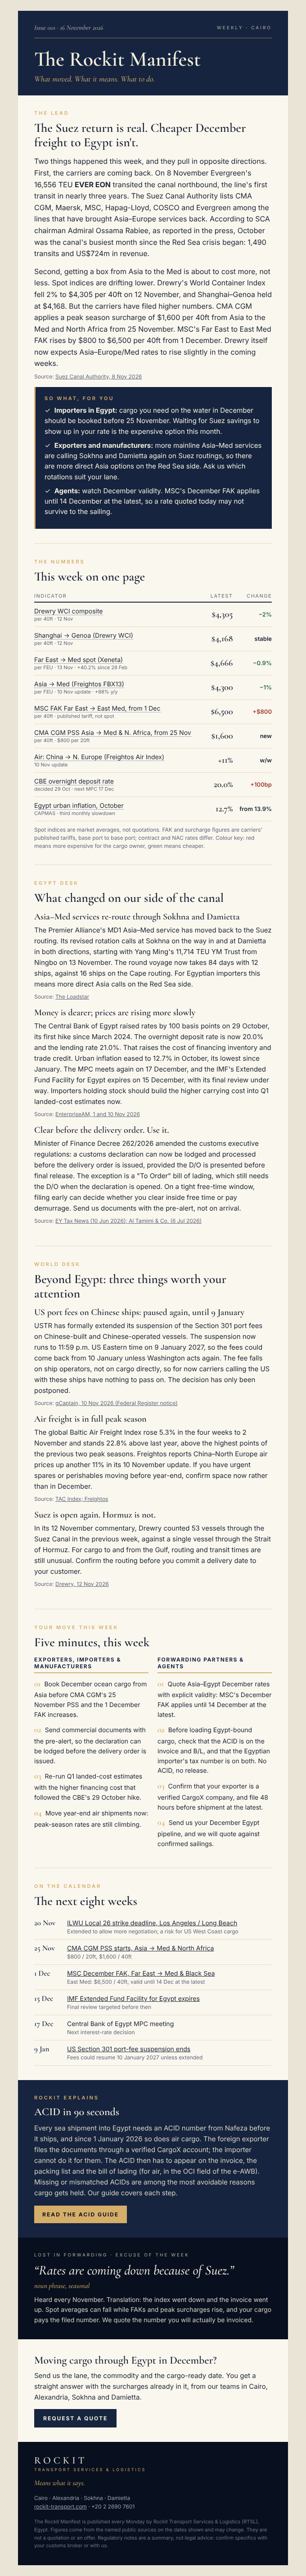 Issue 001 · 16 November 2026
WEEKLY · CAIRO
The Rockit Manifest
What moved. What it means. What to do.
THE LEAD
The Suez return is real. Cheaper December
freight to Egypt isn't.
Two things happened this week, and they pull in opposite directions.
First, the carriers are coming back. On 8 November Evergreen's
16,556 TEU EVER EON transited the canal northbound, the line's first
transit in nearly three years. The Suez Canal Authority lists CMA
CGM, Maersk, MSC, Hapag-Lloyd, COSCO and Evergreen among the
lines that have brought Asia–Europe services back. According to SCA
chairman Admiral Ossama Rabiee, as reported in the press, October
was the canal's busiest month since the Red Sea crisis began: 1,490
transits and US$724m in revenue.
Second, getting a box from Asia to the Med is about to cost more, not
less. Spot indices are drifting lower. Drewry's World Container Index
fell 2% to $4,305 per 40ft on 12 November, and Shanghai–Genoa held
at $4,168. But the carriers have filed higher numbers. CMA CGM
applies a peak season surcharge of $1,600 per 40ft from Asia to the
Med and North Africa from 25 November. MSC's Far East to East Med
FAK rises by $800 to $6,500 per 40ft from 1 December. Drewry itself
now expects Asia–Europe/Med rates to rise slightly in the coming
weeks.
Source: Suez Canal Authority, 8 Nov 2026
SO WHAT, FOR YOU
✓ Importers in Egypt: cargo you need on the water in December
should be booked before 25 November. Waiting for Suez savings to
show up in your rate is the expensive option this month.
✓ Exporters and manufacturers: more mainline Asia–Med services
are calling Sokhna and Damietta again on Suez routings, so there
are more direct Asia options on the Red Sea side. Ask us which
rotations suit your lane.
✓ Agents: watch December validity. MSC's December FAK applies
until 14 December at the latest, so a rate quoted today may not
survive to the sailing.
THE NUMBERS
This week on one page
INDICATOR LATEST CHANGE
Drewry WCI composite $4,305 −2%
per 40ft · 12 Nov
Shanghai → Genoa (Drewry WCI) $4,168 stable
per 40ft · 12 Nov
Far East → Med spot (Xeneta) $4,666 −0.9%
per FEU · 13 Nov · +40.2% since 28 Feb
Asia → Med (Freightos FBX13) $4,300 −1%
per FEU · 10 Nov update · +86% y/y
MSC FAK Far East → East Med, from 1 Dec $6,500 +$800
per 40ft · published tariff, not spot
CMA CGM PSS Asia → Med & N. Africa, from 25 Nov $1,600 new
per 40ft · $800 per 20ft
Air: China → N. Europe (Freightos Air Index) +11% w/w
10 Nov update
CBE overnight deposit rate 20.0% +100bp
decided 29 Oct · next MPC 17 Dec
Egypt urban inflation, October 12.7% from 13.9%
CAPMAS · third monthly slowdown
Spot indices are market averages, not quotations. FAK and surcharge figures are carriers'
published tariffs, base port to base port; contract and NAC rates differ. Colour key: red
means more expensive for the cargo owner, green means cheaper.
EGYPT DESK
What changed on our side of the canal
Asia–Med services re-route through Sokhna and Damietta
The Premier Alliance's MD1 Asia–Med service has moved back to the Suez
routing. Its revised rotation calls at Sokhna on the way in and at Damietta
in both directions, starting with Yang Ming's 11,714 TEU YM Trust from
Ningbo on 13 November. The round voyage now takes 84 days with 12
ships, against 16 ships on the Cape routing. For Egyptian importers this
means more direct Asia calls on the Red Sea side.
Source: The Loadstar
Money is dearer; prices are rising more slowly
The Central Bank of Egypt raised rates by 100 basis points on 29 October,
its first hike since March 2024. The overnight deposit rate is now 20.0%
and the lending rate 21.0%. That raises the cost of financing inventory and
trade credit. Urban inflation eased to 12.7% in October, its lowest since
January. The MPC meets again on 17 December, and the IMF's Extended
Fund Facility for Egypt expires on 15 December, with its final review under
way. Importers holding stock should build the higher carrying cost into Q1
landed-cost estimates now.
Source: EnterpriseAM, 1 and 10 Nov 2026
Clear before the delivery order. Use it.
Minister of Finance Decree 262/2026 amended the customs executive
regulations: a customs declaration can now be lodged and processed
before the delivery order is issued, provided the D/O is presented before
final release. The exception is a "To Order" bill of lading, which still needs
the D/O when the declaration is opened. On a tight free-time window,
filing early can decide whether you clear inside free time or pay
demurrage. Send us documents with the pre-alert, not on arrival.
Source: EY Tax News (10 Jun 2026); Al Tamimi & Co. (6 Jul 2026)
WORLD DESK
Beyond Egypt: three things worth your
attention
US port fees on Chinese ships: paused again, until 9 January
USTR has formally extended its suspension of the Section 301 port fees
on Chinese-built and Chinese-operated vessels. The suspension now
runs to 11:59 p.m. US Eastern time on 9 January 2027, so the fees could
come back from 10 January unless Washington acts again. The fee falls
on ship operators, not on cargo directly, so for now carriers calling the US
with these ships have nothing to pass on. The decision has only been
postponed.
Source: gCaptain, 10 Nov 2026 (Federal Register notice)
Air freight is in full peak season
The global Baltic Air Freight Index rose 5.3% in the four weeks to 2
November and stands 22.8% above last year, above the highest points of
the previous two peak seasons. Freightos reports China–North Europe air
prices up another 11% in its 10 November update. If you have urgent
spares or perishables moving before year-end, confirm space now rather
than in December.
Source: TAC Index; Freightos
Suez is open again. Hormuz is not.
In its 12 November commentary, Drewry counted 53 vessels through the
Suez Canal in the previous week, against a single vessel through the Strait
of Hormuz. For cargo to and from the Gulf, routing and transit times are
still unusual. Confirm the routing before you commit a delivery date to
your customer.
Source: Drewry, 12 Nov 2026
YOUR MOVE THIS WEEK
Five minutes, this week
EXPORTERS, IMPORTERS &
MANUFACTURERS
01 Book December ocean cargo from
Asia before CMA CGM's 25
November PSS and the 1 December
FAK increases.
02 Send commercial documents with
the pre-alert, so the declaration can
be lodged before the delivery order is
issued.
03 Re-run Q1 landed-cost estimates
with the higher financing cost that
followed the CBE's 29 October hike.
04 Move year-end air shipments now:
peak-season rates are still climbing.
FORWARDING PARTNERS &
AGENTS
01 Quote Asia–Egypt December rates
with explicit validity: MSC's December
FAK applies until 14 December at the
latest.
02 Before loading Egypt-bound
cargo, check that the ACID is on the
invoice and B/L, and that the Egyptian
importer's tax number is on both. No
ACID, no release.
03 Confirm that your exporter is a
verified CargoX company, and file 48
hours before shipment at the latest.
04 Send us your December Egypt
pipeline, and we will quote against
confirmed sailings.
ON THE CALENDAR
The next eight weeks
20 Nov ILWU Local 26 strike deadline, Los Angeles / Long Beach
Extended to allow more negotiation; a risk for US West Coast cargo
25 Nov CMA CGM PSS starts, Asia → Med & North Africa
$800 / 20ft, $1,600 / 40ft
1 Dec MSC December FAK, Far East → Med & Black Sea
East Med: $6,500 / 40ft, valid until 14 Dec at the latest
15 Dec IMF Extended Fund Facility for Egypt expires
Final review targeted before then
17 Dec Central Bank of Egypt MPC meeting
Next interest-rate decision
9 Jan US Section 301 port-fee suspension ends
Fees could resume 10 January 2027 unless extended
ROCKIT EXPLAINS
ACID in 90 seconds
Every sea shipment into Egypt needs an ACID number from Nafeza before
it ships, and since 1 January 2026 so does air cargo. The foreign exporter
files the documents through a verified CargoX account; the importer
cannot do it for them. The ACID then has to appear on the invoice, the
packing list and the bill of lading (for air, in the OCI field of the e-AWB).
Missing or mismatched ACIDs are among the most avoidable reasons
cargo gets held. Our guide covers each step.
READ THE ACID GUIDE
LOST IN FORWARDING · EXCUSE OF THE WEEK
“Rates are coming down because of Suez.”
noun phrase, seasonal
Heard every November. Translation: the index went down and the invoice went
up. Spot averages can fall while FAKs and peak surcharges rise, and your cargo
pays the filed number. We quote the number you will actually be invoiced.
Moving cargo through Egypt in December?
Send us the lane, the commodity and the cargo-ready date. You get a
straight answer with the surcharges already in it, from our teams in Cairo,
Alexandria, Sokhna and Damietta.
REQUEST A QUOTE
ROCKIT
TRANSPORT SERVICES & LOGISTICS
Means what it says.
Cairo · Alexandria · Sokhna · Damietta
rockit-transport.com · +20 2 2690 7601
The Rockit Manifest is published every Monday by Rockit Transport Services & Logistics (RTSL),
Egypt. Figures come from the named public sources on the dates shown and may change. They are
not a quotation or an offer. Regulatory notes are a summary, not legal advice: confirm specifics with
your customs broker or with us.